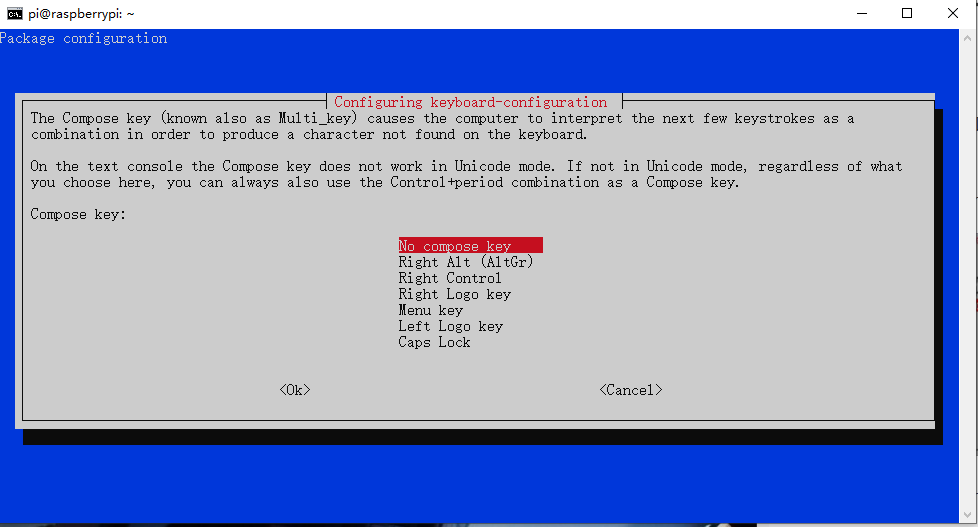 pi@raspberrypi: ~
Package configuration
Configuring keyboard-configuration
The Compose key (known also as Multi_key) causes the computer to interpret the next few keystrokes as a
combination in order to produce a character not found on the keyboard.
On the text console the Compose key does not work in Unicode mode. If not in Unicode mode, regardless of what
you choose here, you can always also use the Control+period combination as a Compose key.
Compose key:
No compose key
Right Alt (AltGr)
Right Control
Right Logo key
Menu key
Left Logo key
Caps Lock
<Ok> <Cancel>